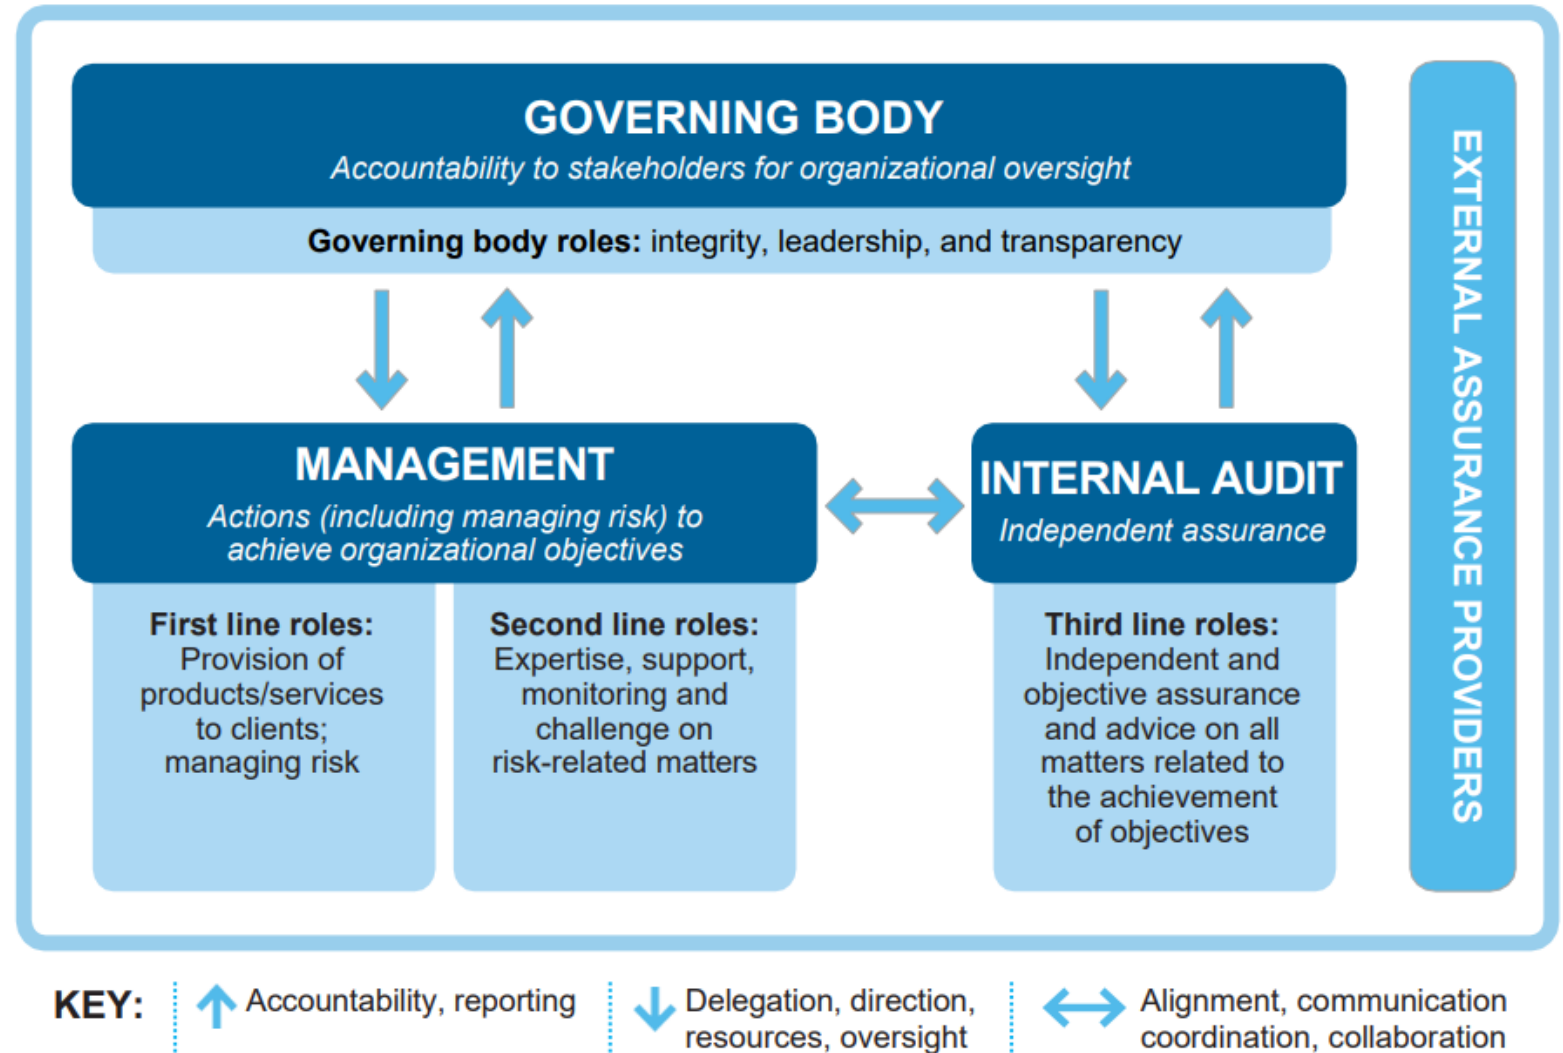 GOVERNING BODY
Accountability to stakeholders for organizational oversight
Governing body roles: integrity, leadership, and transparency
MANAGEMENT
Actions (including managing risk) to
achieve organizational objectives
First line roles:
Provision of
products/services
to clients;
managing risk
Second line roles:
Expertise, support,
monitoring and
challenge on
risk-related matters
INTERNAL AUDIT
Independent assurance
Third line roles:
Independent and
objective assurance
and advice on all
matters related to
the achievement
of objectives
EXTERNAL ASSURANCE PROVIDERS
KEY:
Accountability, reporting
Delegation, direction,
resources, oversight
Alignment, communication
coordination, collaboration